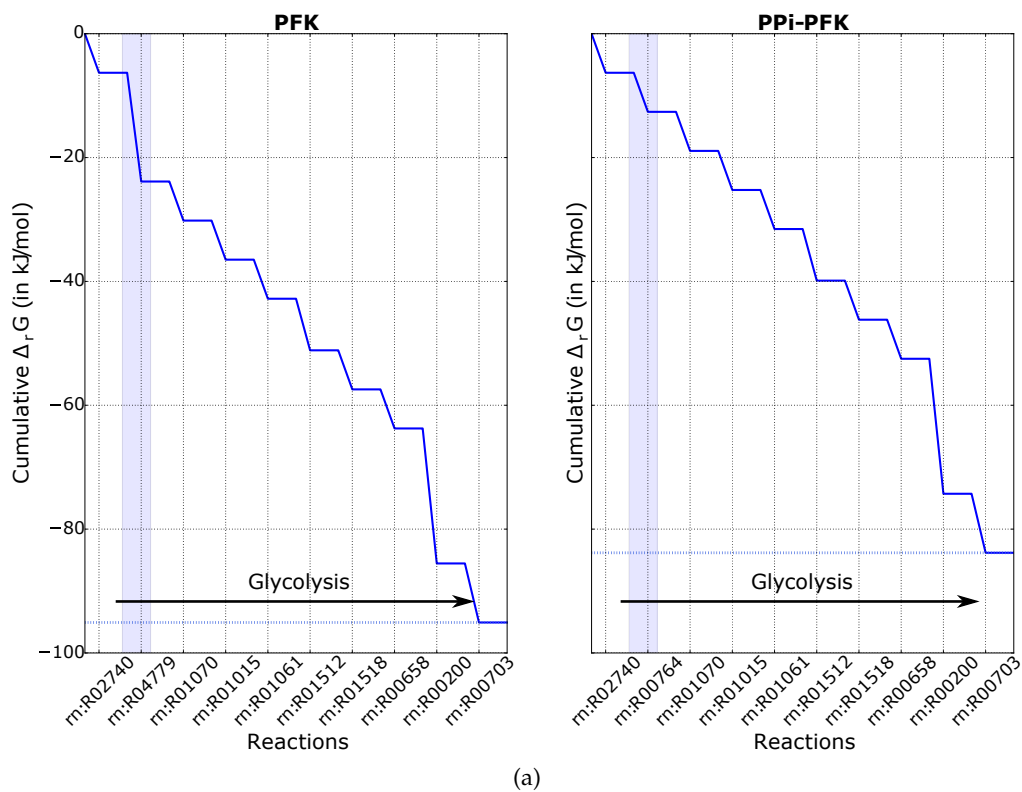 PFK
PPi-PFK
0
−20
−40
−60
−80
−100
Cumulative Δ_rG (in kJ/mol)
Cumulative Δ_rG (in kJ/mol)
Glycolysis
Glycolysis
rn:R02740
rn:R04779
rn:R01070
rn:R01015
rn:R01061
rn:R01512
rn:R01518
rn:R00658
rn:R00200
rn:R00703
rn:R02740
rn:R00764
rn:R01070
rn:R01015
rn:R01061
rn:R01512
rn:R01518
rn:R00658
rn:R00200
rn:R00703
Reactions
Reactions
(a)